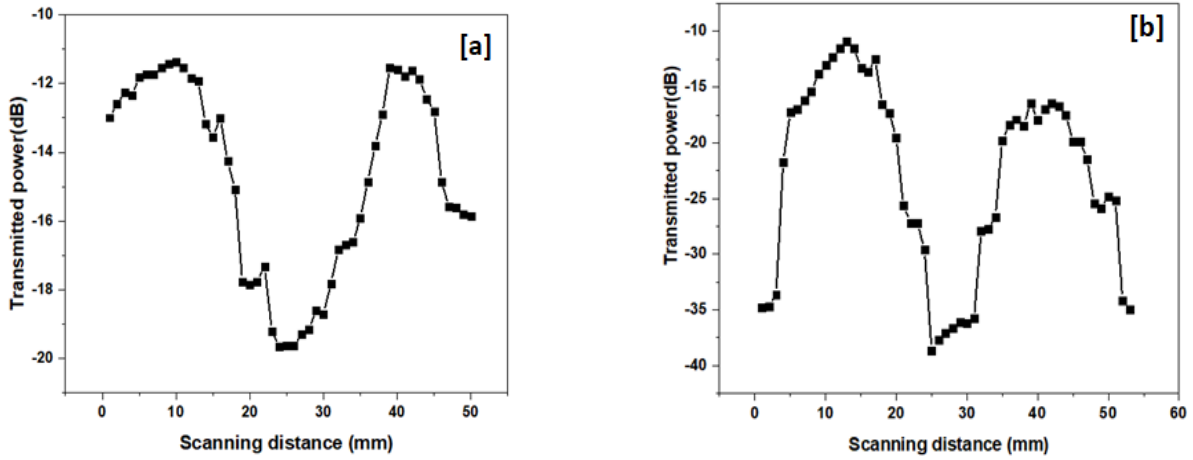 [a]
-10
-12
-14
-16
-18
-20
Transmitted power(dB)
0 10 20 30 40 50
Scanning distance (mm)
[b]
-10
-15
-20
-25
-30
-35
-40
Transmitted power(dB)
0 10 20 30 40 50 60
Scanning distance (mm)